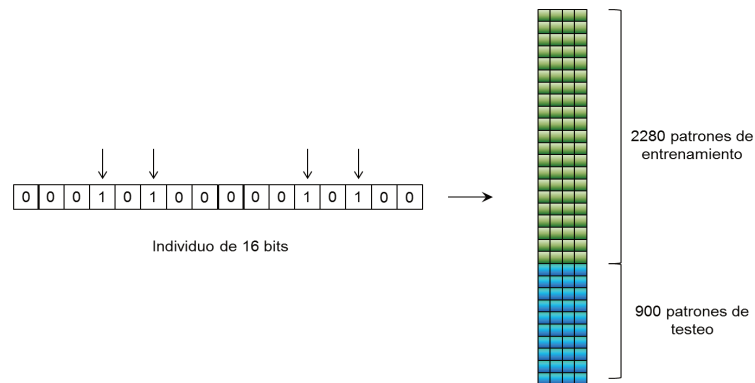 0 0 0 1 0 1 0 0 0 0 0 1 0 1 0 0
Individuo de 16 bits
2280 patrones de
entrenamiento
900 patrones de
testeo